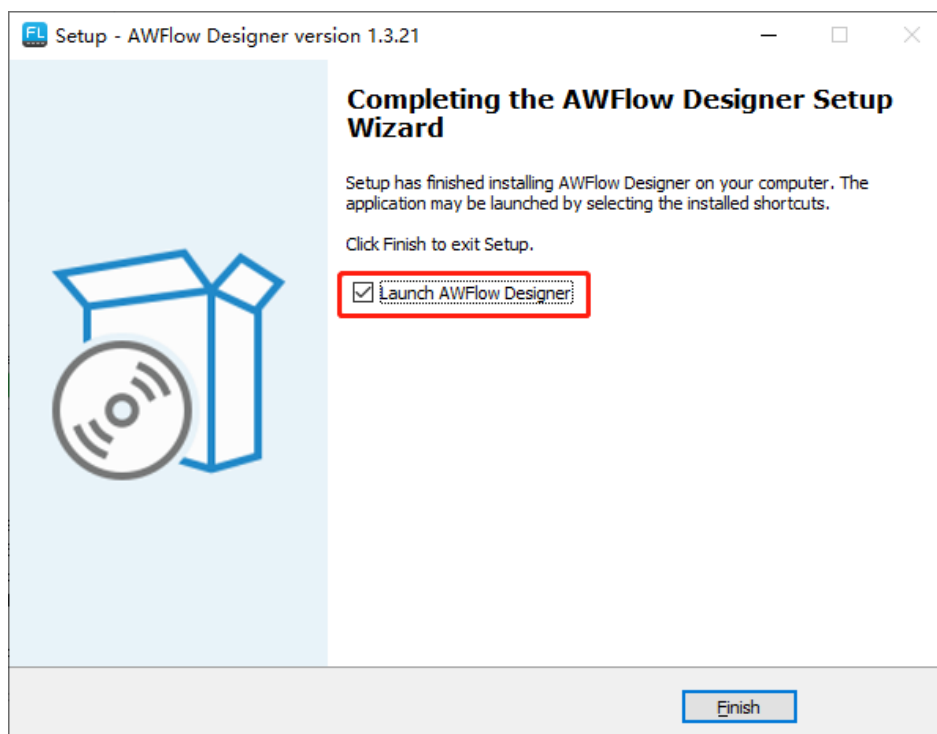 FL
Setup - AWFlow Designer version 1.3.21
Completing the AWFlow Designer Setup
Wizard
Setup has finished installing AWFlow Designer on your computer. The
application may be launched by selecting the installed shortcuts.
Click Finish to exit Setup.
Launch AWFlow Designer
Finish